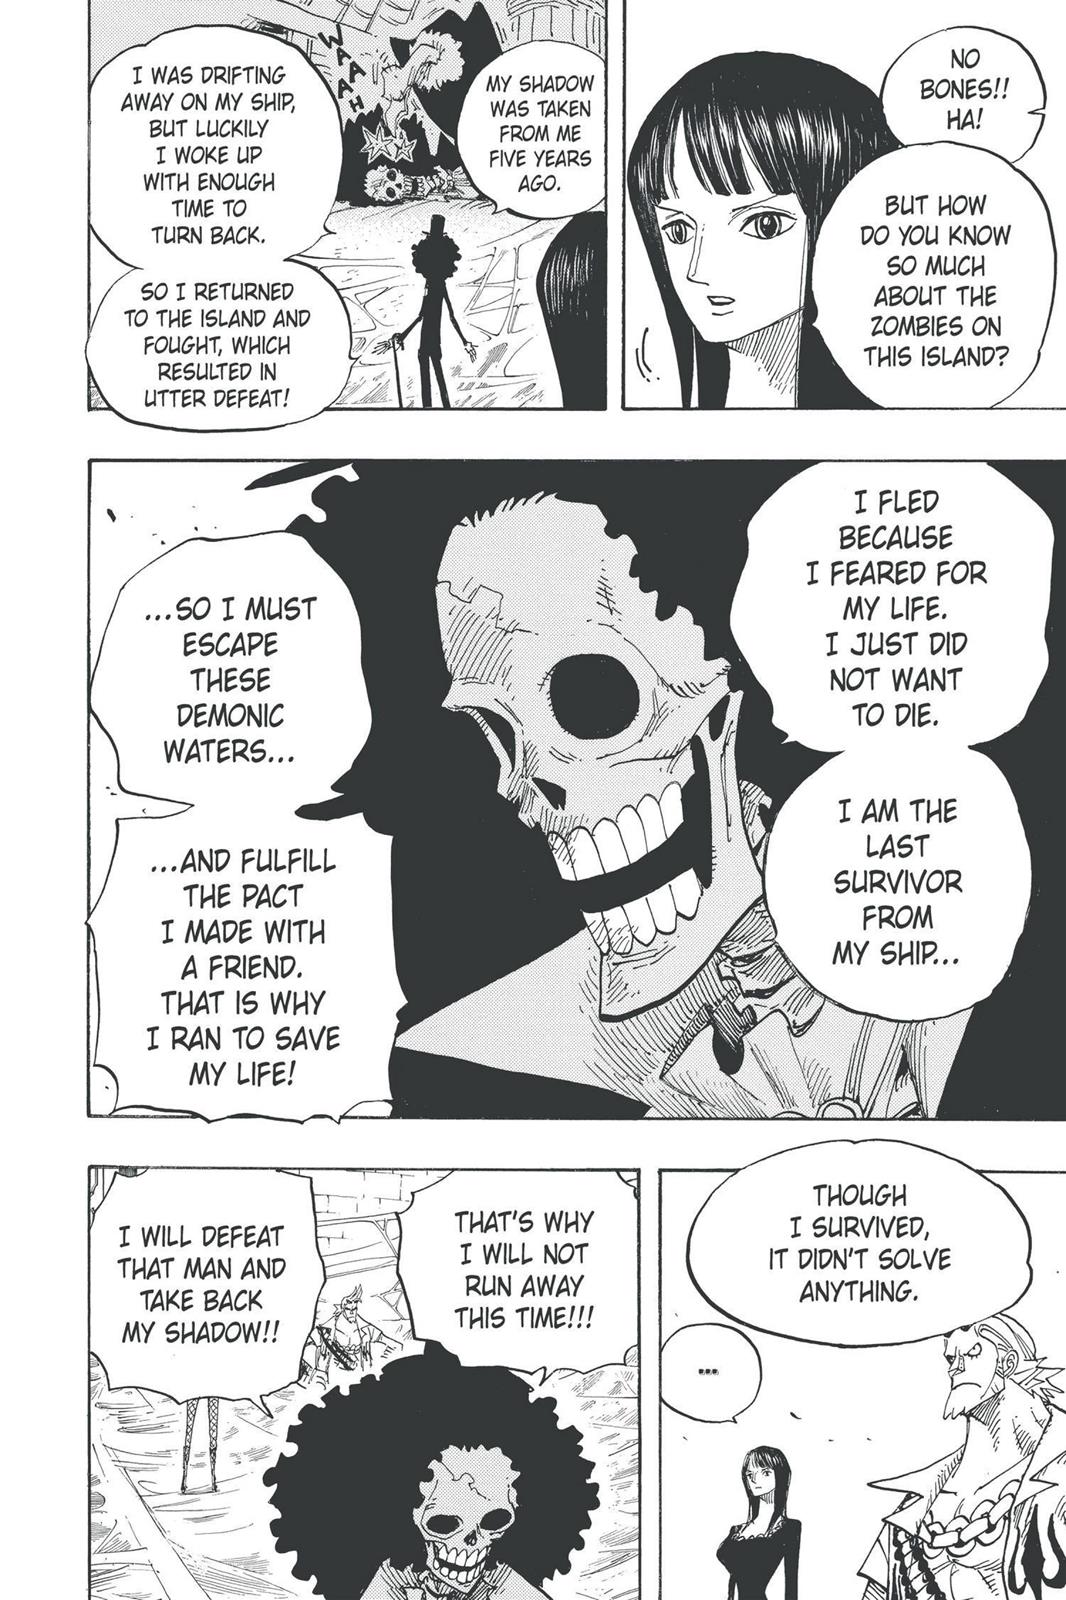 NO
BONES!!
HA!
BUT HOW
DO YOU KNOW
SO MUCH
ABOUT THE
ZOMBIES ON
THIS ISLAND?
MY SHADOW
WAS TAKEN
FROM ME
FIVE YEARS
AGO.
WAAAAH
I WAS DRIFTING
AWAY ON MY SHIP,
BUT LUCKILY
I WOKE UP
WITH ENOUGH
TIME TO
TURN BACK.
SO I RETURNED
TO THE ISLAND AND
FOUGHT, WHICH
RESULTED IN
UTTER DEFEAT!
I FLED
BECAUSE
I FEARED FOR
MY LIFE.
I JUST DID
NOT WANT
TO DIE.
I AM THE
LAST
SURVIVOR
FROM
MY SHIP...
...SO I MUST
ESCAPE
THESE
DEMONIC
WATERS...
...AND FULFILL
THE PACT
I MADE WITH
A FRIEND.
THAT IS WHY
I RAN TO SAVE
MY LIFE!
THOUGH
I SURVIVED,
IT DIDN'T SOLVE
ANYTHING.
...
THAT'S WHY
I WILL NOT
RUN AWAY
THIS TIME!!!
I WILL DEFEAT
THAT MAN AND
TAKE BACK
MY SHADOW!!